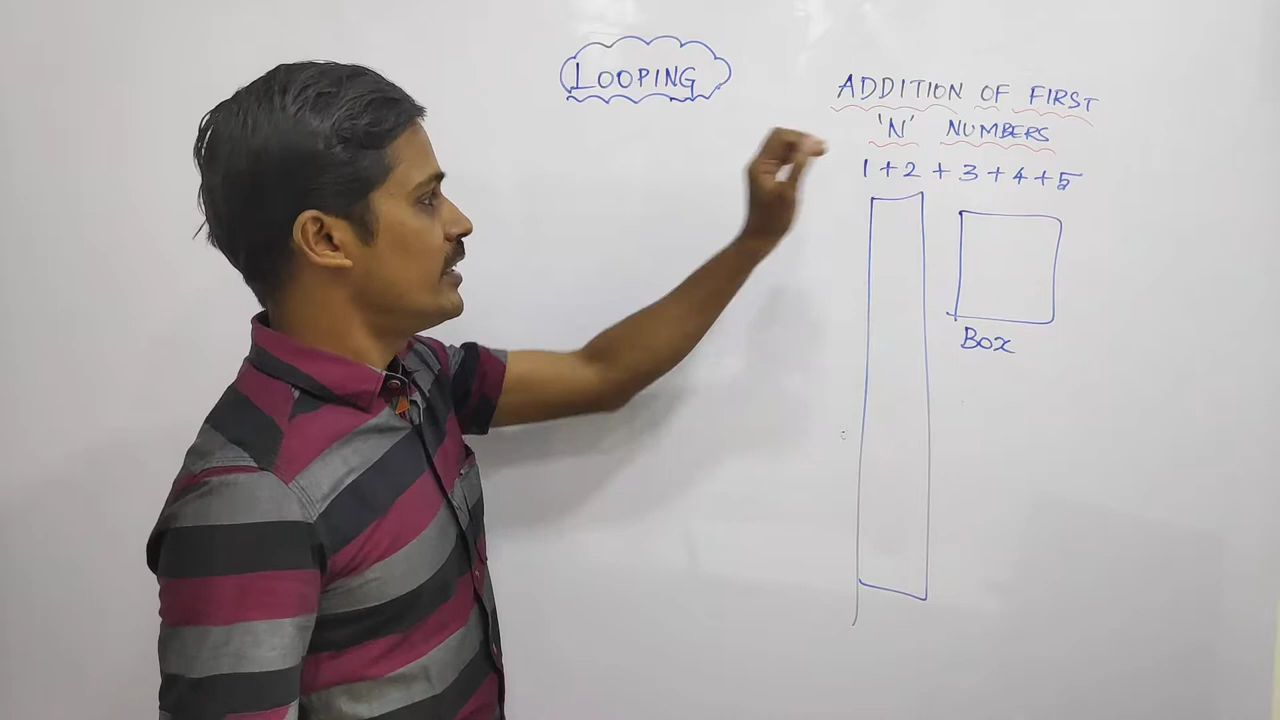 LOOPING
ADDITION OF FIRST
'N' NUMBERS
1 + 2 + 3 + 4 + 5
Box